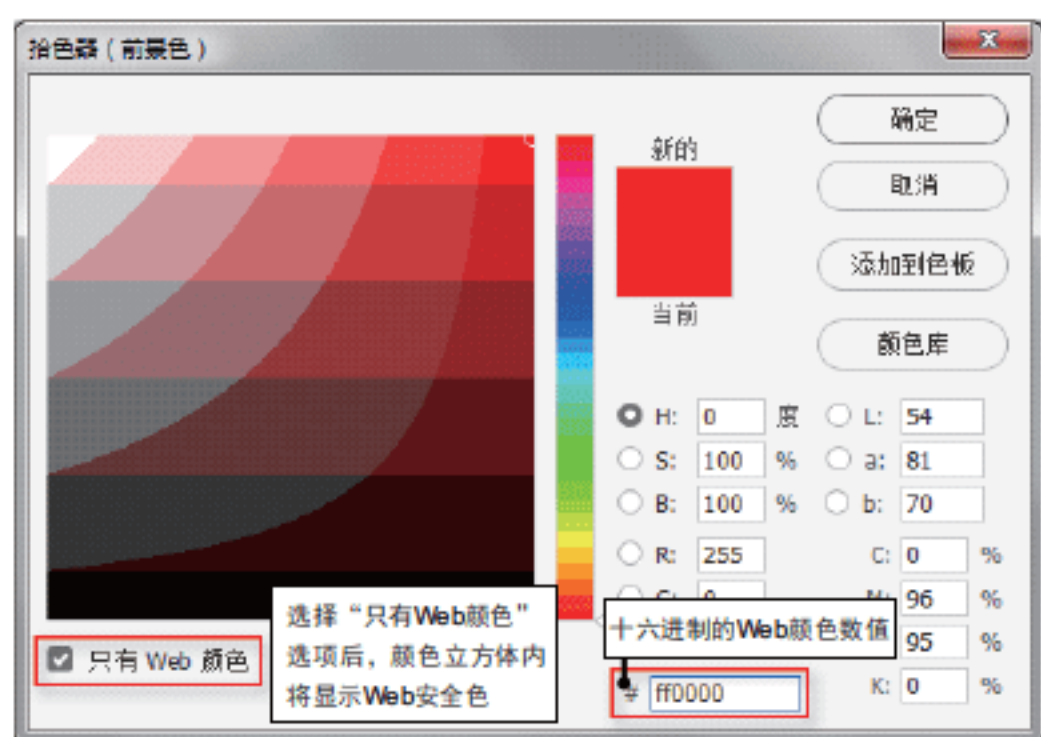 拾色器（前景色）
确定
新的
取消
添加到色板
当前
颜色库
H: 0 度
L: 54
S: 100 %
a: 81
B: 100 %
b: 70
R: 255
C: 0 %
96 %
95 %
K: 0 %
选择“只有Web颜色”
选项后，颜色立方体内
将显示Web安全色
十六进制的Web颜色数值
只有 Web 颜色
# ff0000